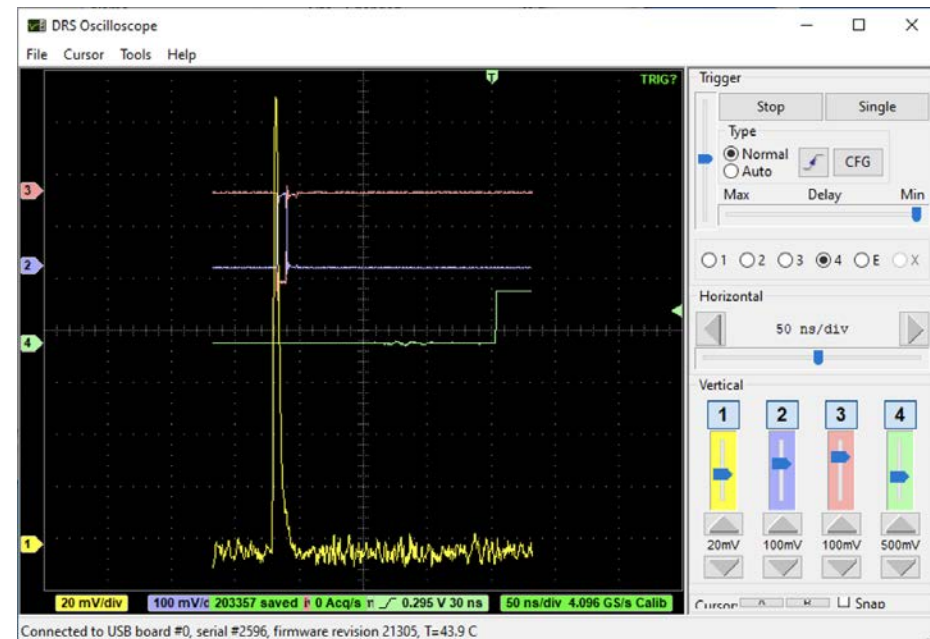 DRS Oscilloscope
File Cursor Tools Help
T
TRIG?
3
2
4
1
20 mV/div 100 mV/c 203357 saved 0 Acq/s 0.295 V 30 ns 50 ns/div 4.096 GS/s Calib
Trigger
Stop Single
Type
Normal
Auto
CFG
Max Delay Min
1 2 3 4 E X
Horizontal
50 ns/div
Vertical
1 2 3 4
20mV 100mV 100mV 500mV
Cursor Snap
Connected to USB board #0, serial #2596, firmware revision 21305, T=43.9 C